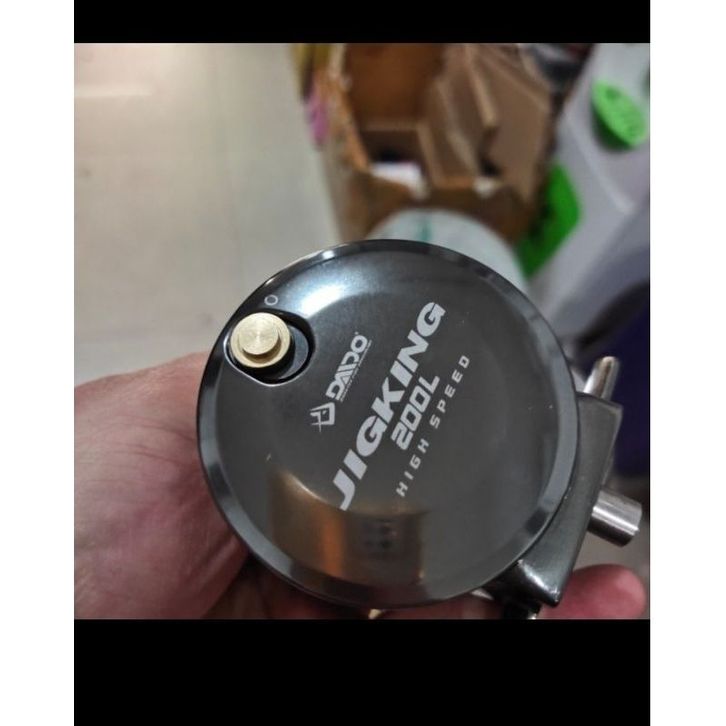 DAIDO
JIGKING
200L
HIGH SPEED